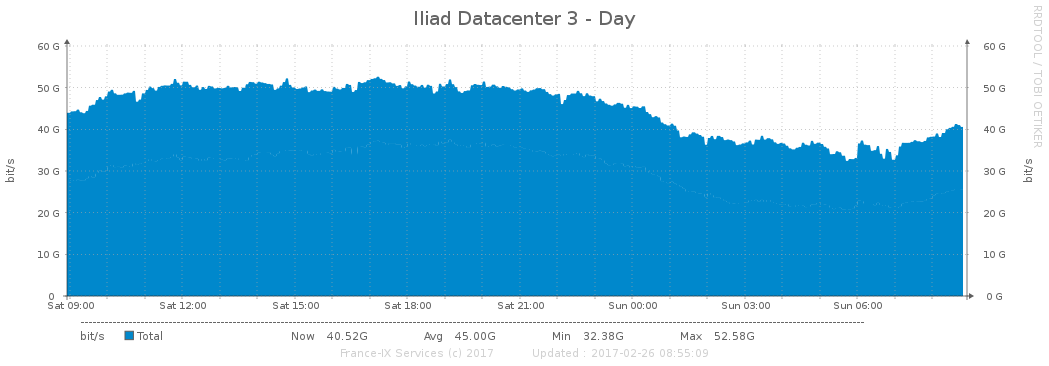 Iliad Datacenter 3 - Day
RRDTOOL / TOBI OETIKER
60 G 60 G
50 G 50 G
40 G 40 G
30 G 30 G
20 G 20 G
10 G 10 G
0 0 G
bit/s bit/s
Sat 09:00 Sat 12:00 Sat 15:00 Sat 18:00 Sat 21:00 Sun 00:00 Sun 03:00 Sun 06:00
bit/s Total Now 40.52G Avg 45.00G Min 32.38G Max 52.58G
France-IX Services (c) 2017 Updated : 2017-02-26 08:55:09